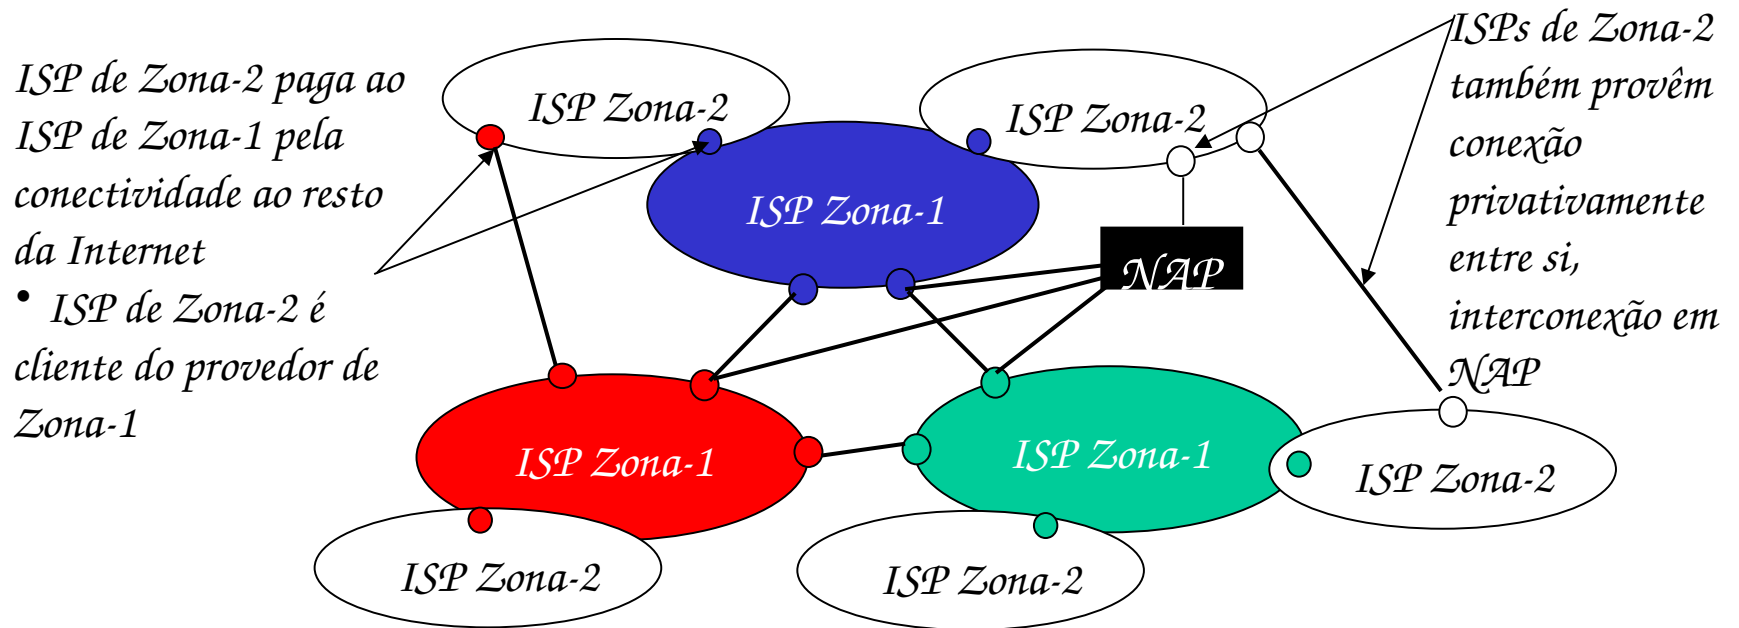 ISP de Zona-2 paga ao
ISP de Zona-1 pela
conectividade ao resto
da Internet
• ISP de Zona-2 é
cliente do provedor de
Zona-1
ISP Zona-2
ISP Zona-2
ISP Zona-1
NAP
ISPs de Zona-2
também provêm
conexão
privativamente
entre si,
interconexão em
NAP
ISP Zona-1
ISP Zona-1
ISP Zona-2
ISP Zona-2
ISP Zona-2